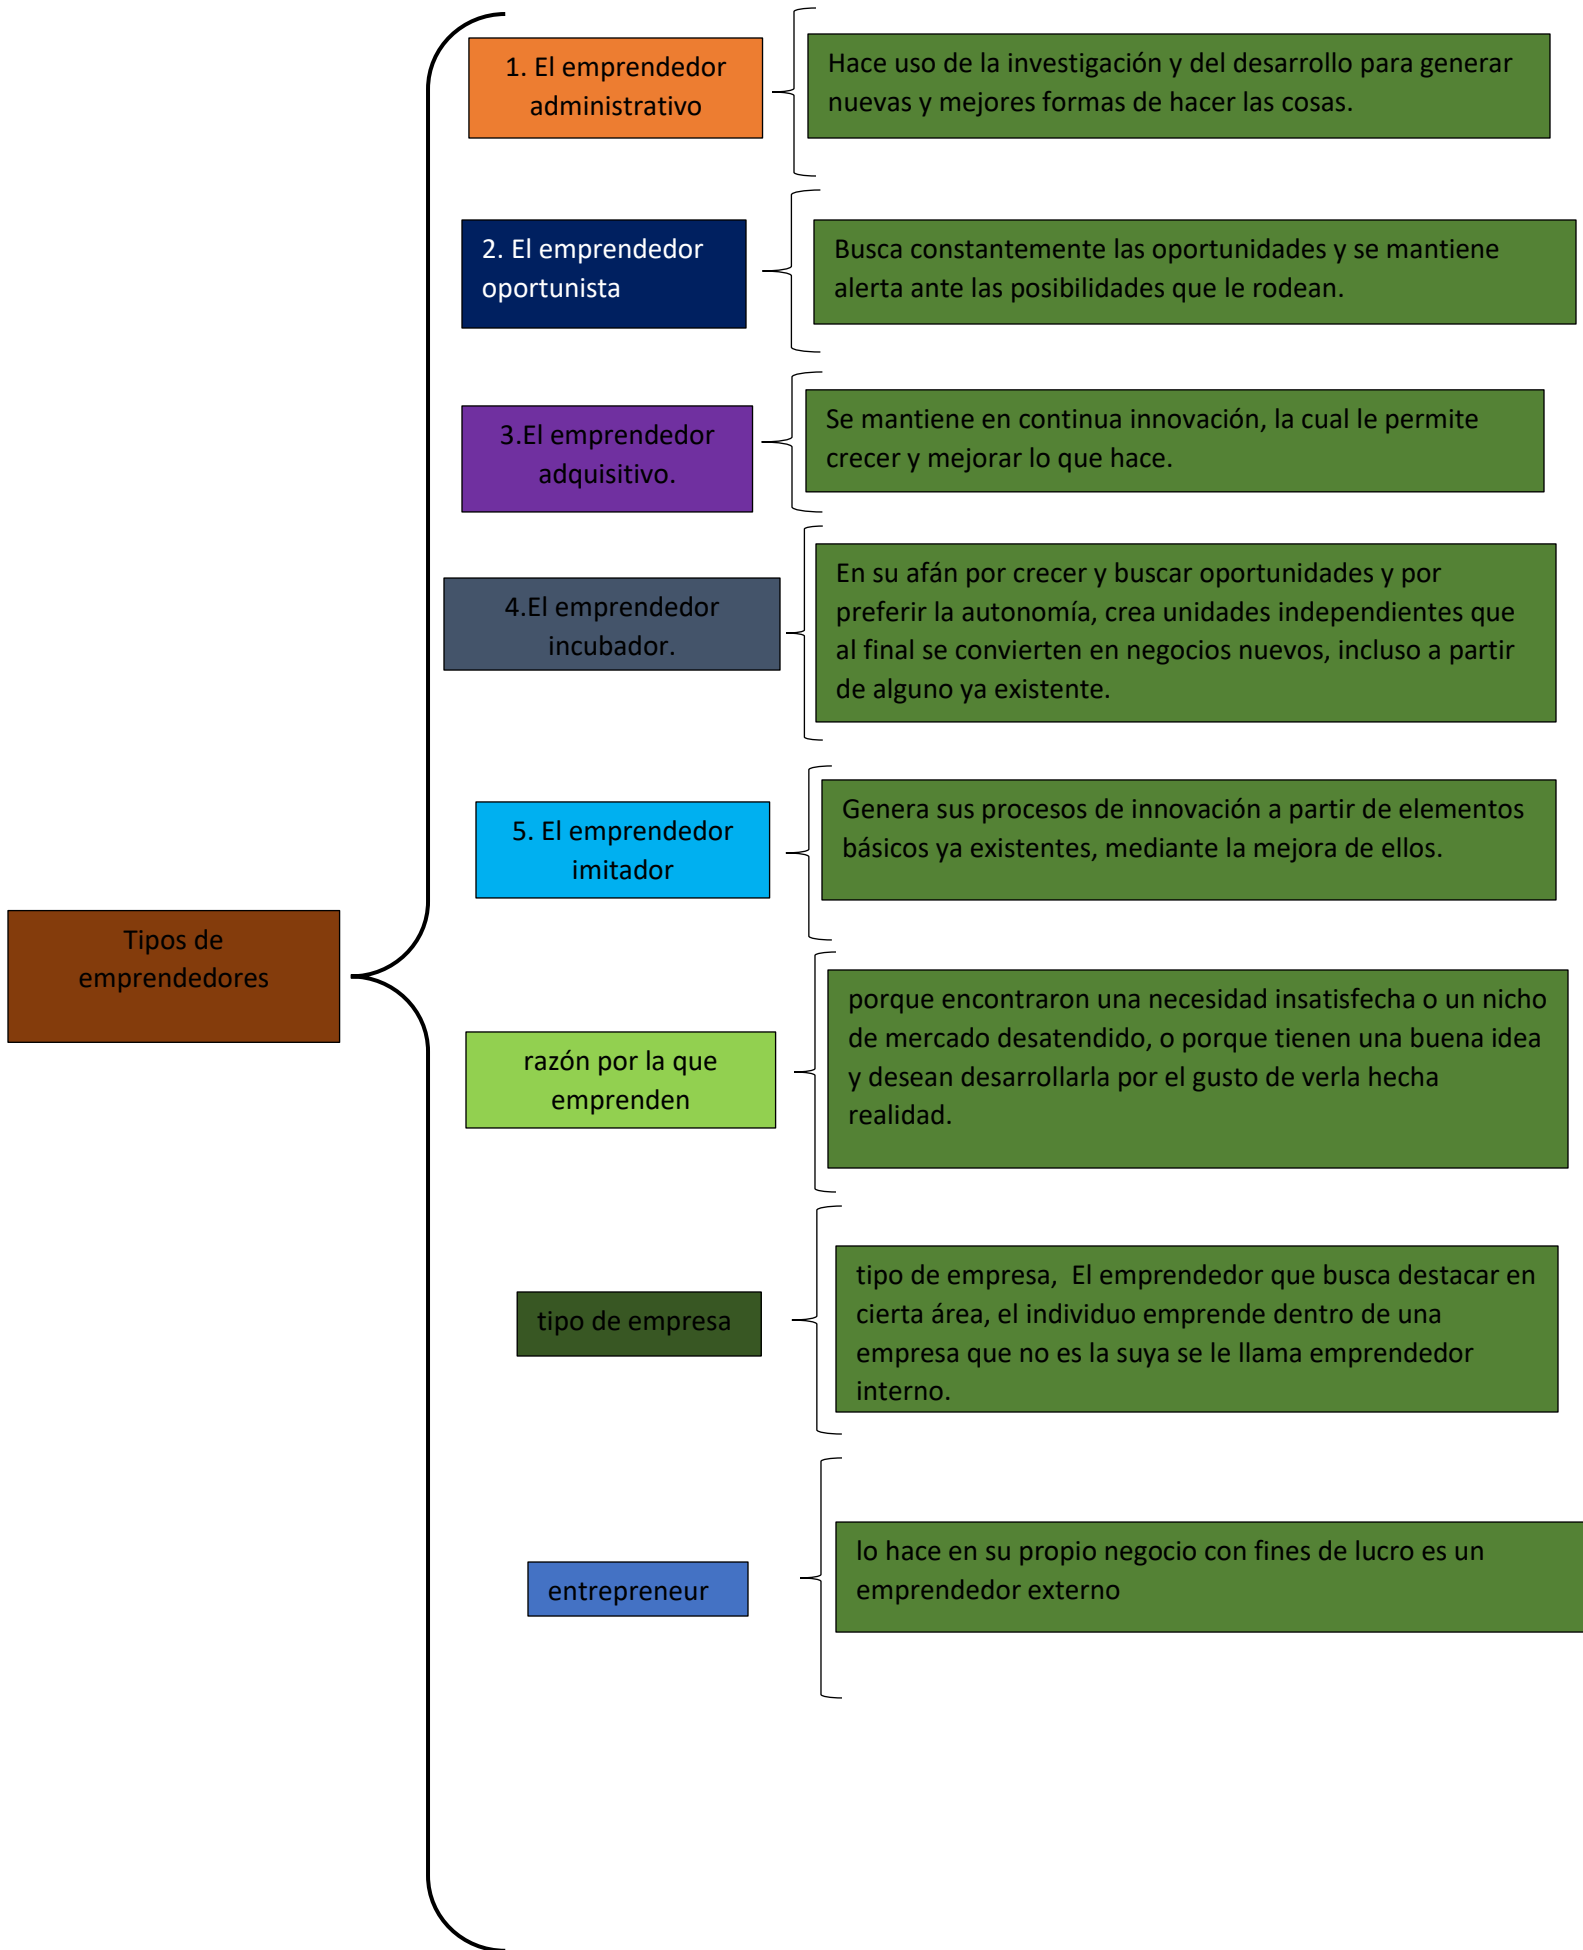 1. El emprendedor
administrativo
Hace uso de la investigación y del desarrollo para generar
nuevas y mejores formas de hacer las cosas.
2. El emprendedor
oportunista
Busca constantemente las oportunidades y se mantiene
alerta ante las posibilidades que le rodean.
3.El emprendedor
adquisitivo.
Se mantiene en continua innovación, la cual le permite
crecer y mejorar lo que hace.
4.El emprendedor
incubador.
En su afán por crecer y buscar oportunidades y por
preferir la autonomía, crea unidades independientes que
al final se convierten en negocios nuevos, incluso a partir
de alguno ya existente.
5. El emprendedor
imitador
Genera sus procesos de innovación a partir de elementos
básicos ya existentes, mediante la mejora de ellos.
Tipos de
emprendedores
razón por la que
emprenden
porque encontraron una necesidad insatisfecha o un nicho
de mercado desatendido, o porque tienen una buena idea
y desean desarrollarla por el gusto de verla hecha
realidad.
tipo de empresa
tipo de empresa,  El emprendedor que busca destacar en
cierta área, el individuo emprende dentro de una
empresa que no es la suya se le llama emprendedor
interno.
entrepreneur
lo hace en su propio negocio con fines de lucro es un
emprendedor externo